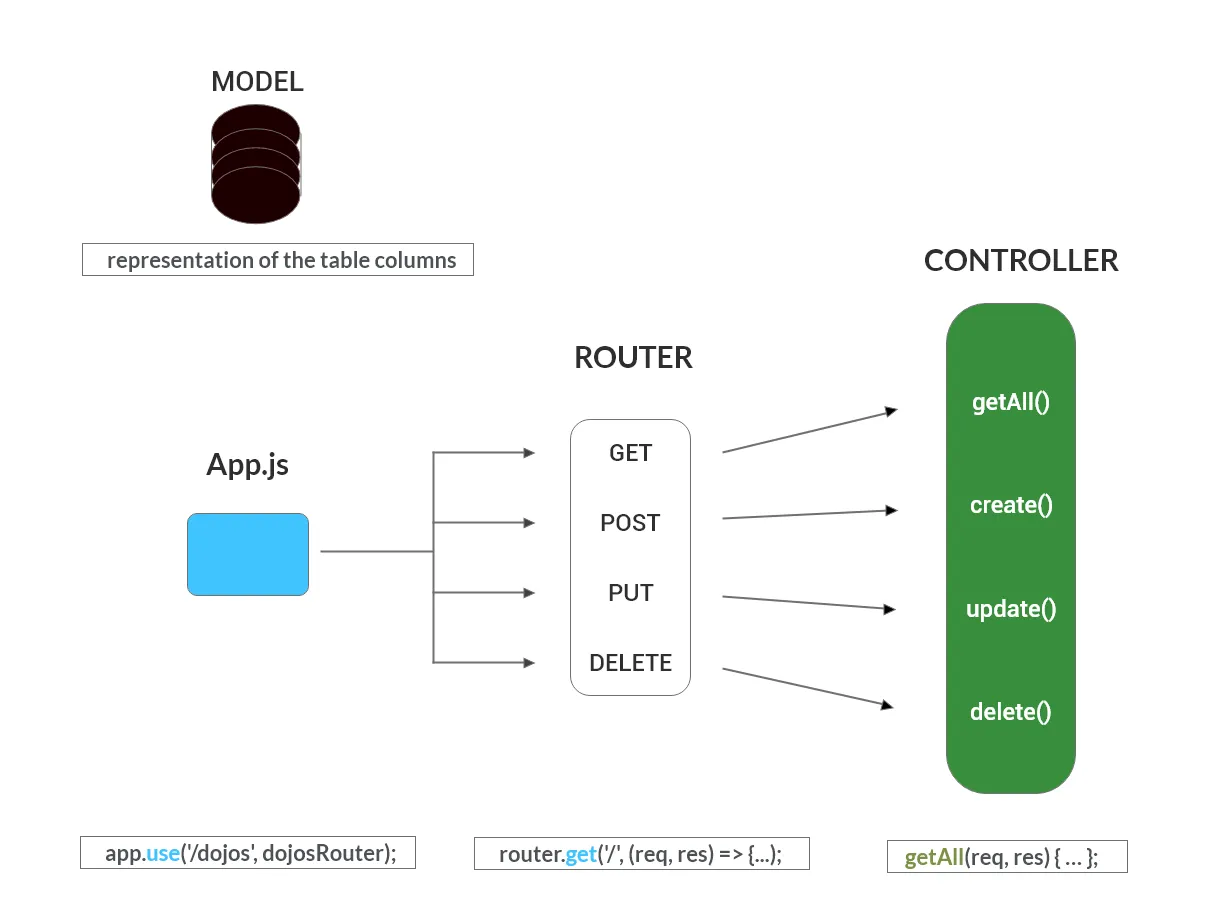 MODEL
representation of the table columns
CONTROLLER
ROUTER
App.js
GET
POST
PUT
DELETE
getAll()
create()
update()
delete()
app.use('/dojos', dojosRouter);
router.get('/', (req, res) => {...);
getAll(req, res) { ... };